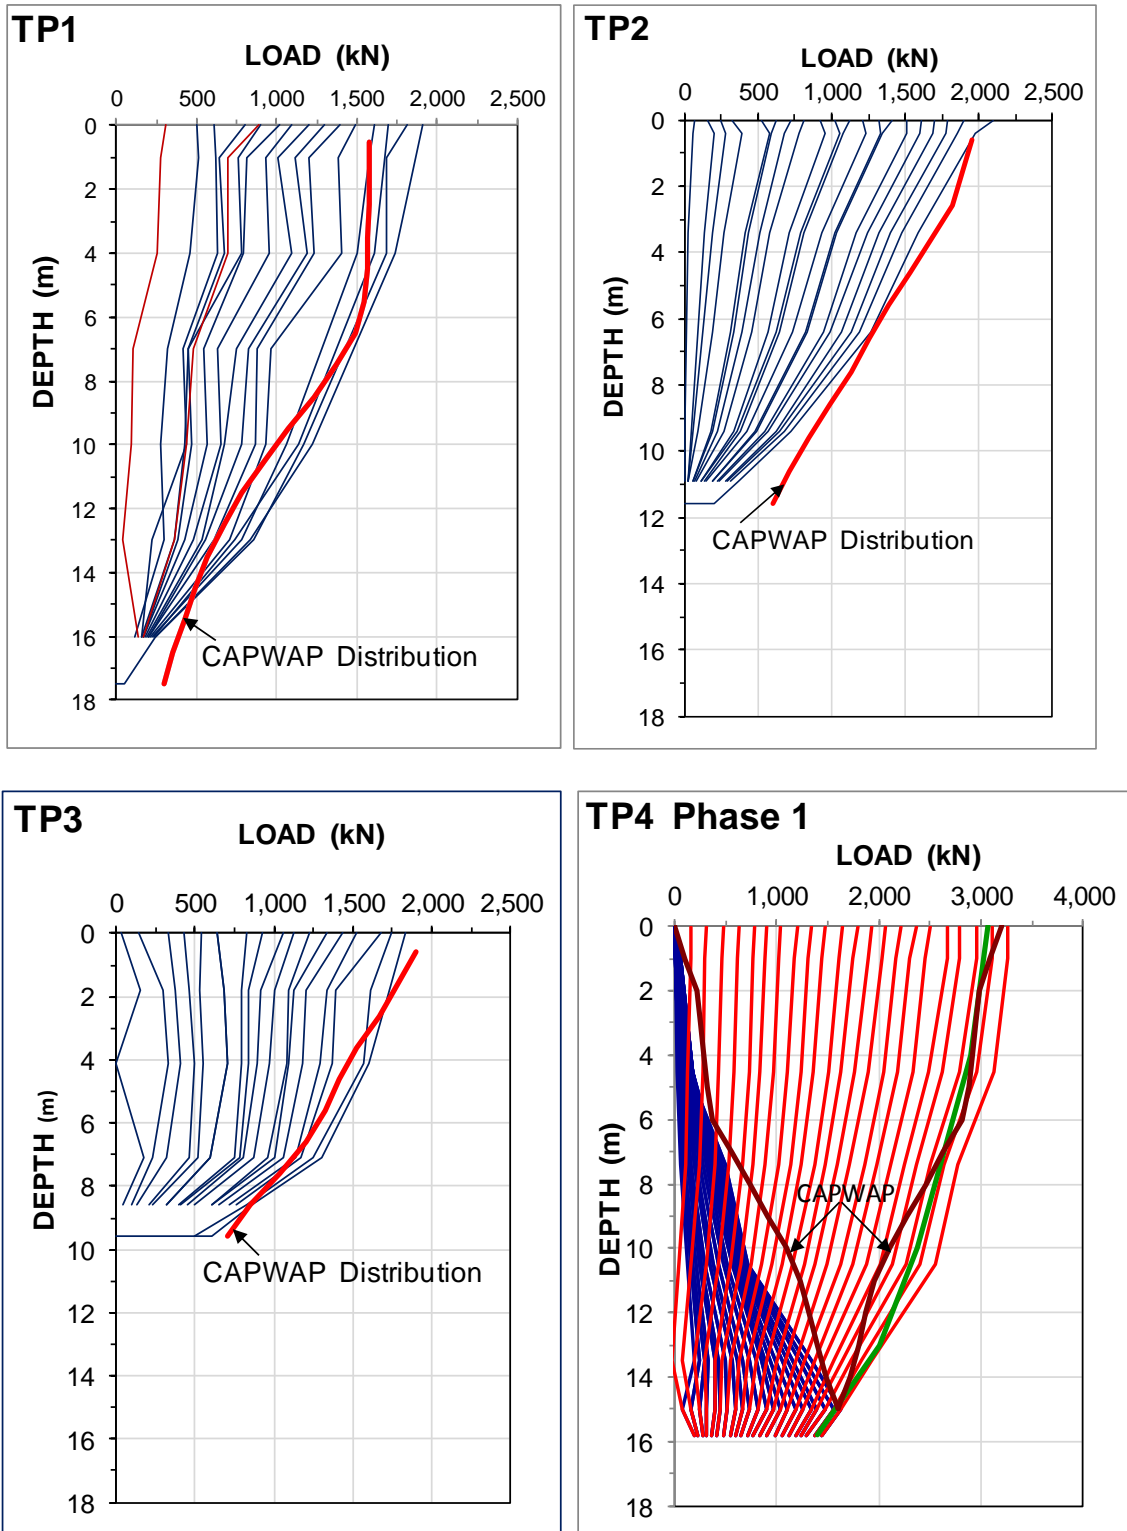 TP1
LOAD (kN)
0 500 1,000 1,500 2,000 2,500
0
2
4
6
8
10
12
14
16
18
DEPTH (m)
CAPWAP Distribution
TP2
LOAD (kN)
0 500 1,000 1,500 2,000 2,500
0
2
4
6
8
10
12
14
16
18
DEPTH (m)
CAPWAP Distribution
TP3
LOAD (kN)
0 500 1,000 1,500 2,000 2,500
0
2
4
6
8
10
12
14
16
18
DEPTH (m)
CAPWAP Distribution
TP4 Phase 1
LOAD (kN)
0 1,000 2,000 3,000 4,000
0
2
4
6
8
10
12
14
16
18
DEPTH (m)
CAPWAP